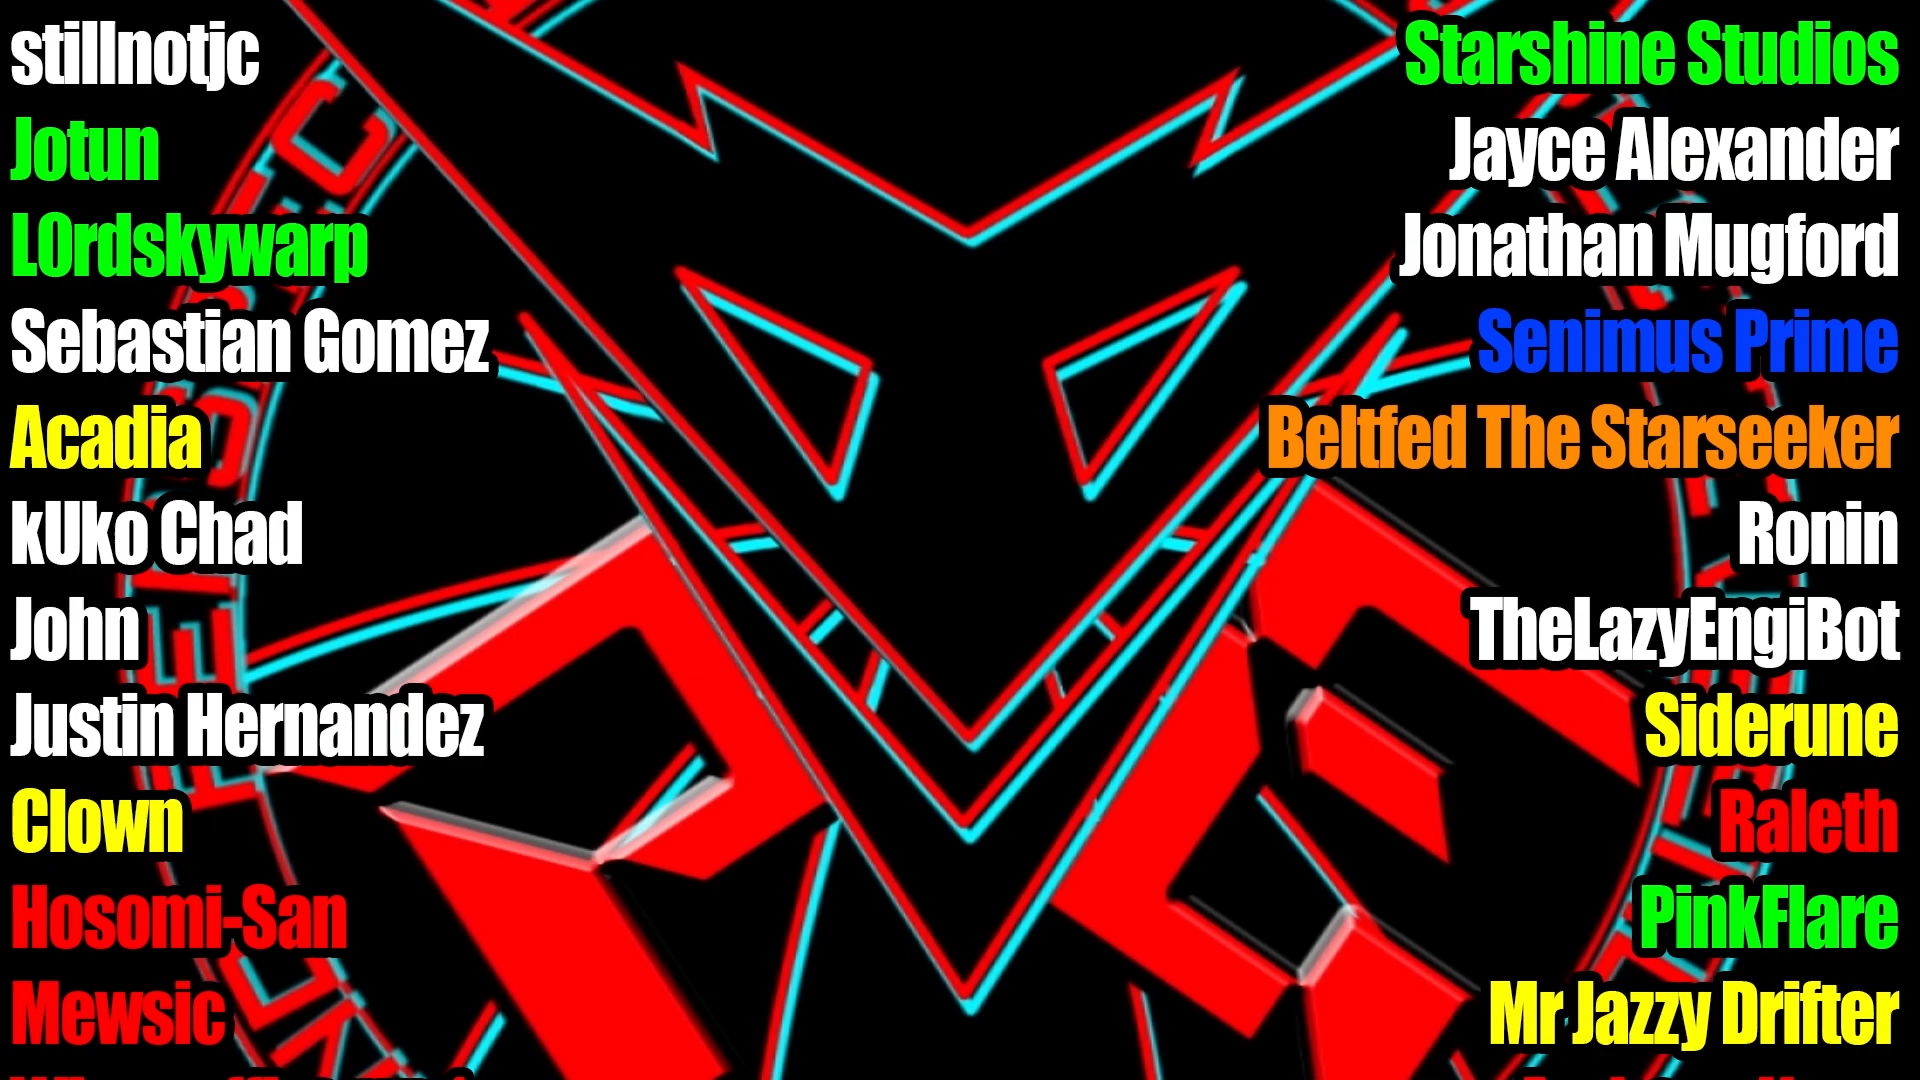 stillnotjc
Jotun
L0rdskywarp
Sebastian Gomez
Acadia
kUko Chad
John
Justin Hernandez
Clown
Hosomi-San
Mewsic
Starshine Studios
Jayce Alexander
Jonathan Mugford
Senimus Prime
Beltfed The Starseeker
Ronin
TheLazyEngiBot
Siderune
Raleth
PinkFlare
Mr Jazzy Drifter